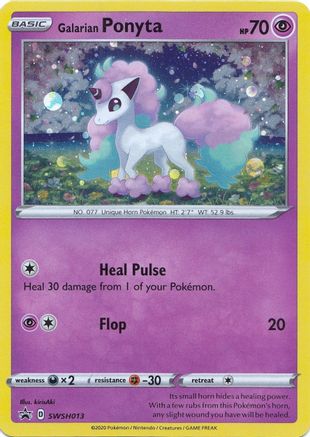 BASIC
Galarian Ponyta HP 70
NO. 077 Unique Horn Pokémon HT: 2'7" WT: 52.9 lbs.
Heal Pulse
Heal 30 damage from 1 of your Pokémon.
Flop 20
weakness ×2 resistance -30 retreat
Illus. kirisAki
Its small horn hides a healing power.
With a few rubs from this Pokémon's horn,
any slight wound you have will be healed.
D SWSH013
©2020 Pokémon / Nintendo / Creatures / GAME FREAK